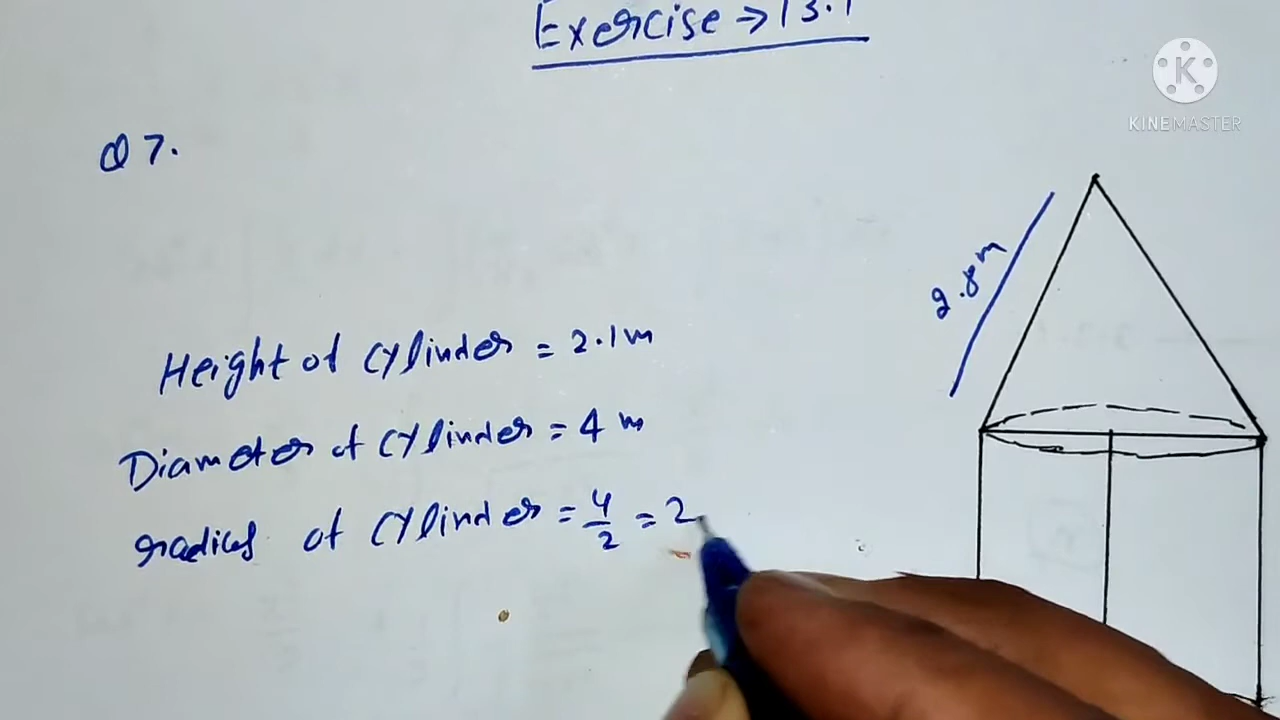 Exercise → 13.1
KINEMASTER
Q 7.
2.8m
Height of Cylinder = 2.1m
Diameter of Cylinder = 4 m
radius of Cylinder = 4/2 = 2